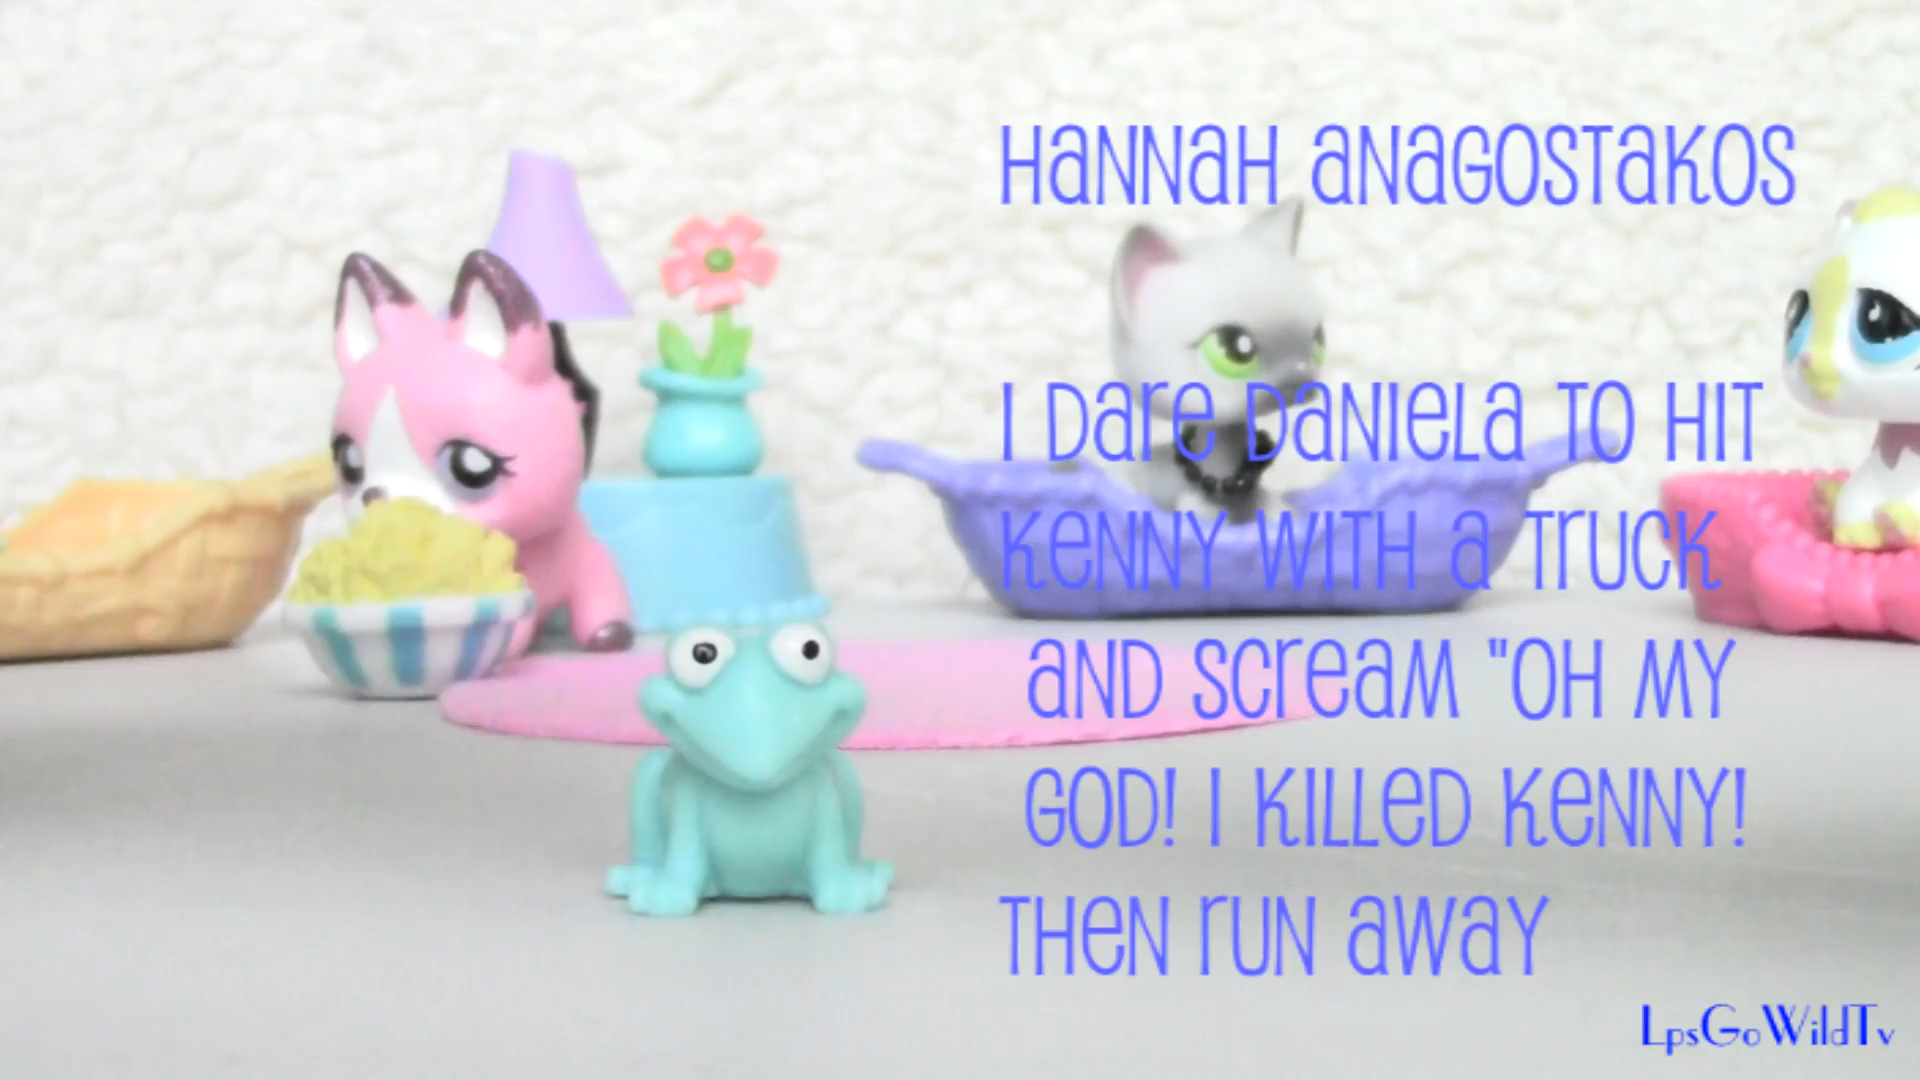 Hannah Anagostakos
I dare Daniela to hit
Kenny with a truck
and scream "oh my
god! I killed Kenny!
then run away
LpsGoWildTv